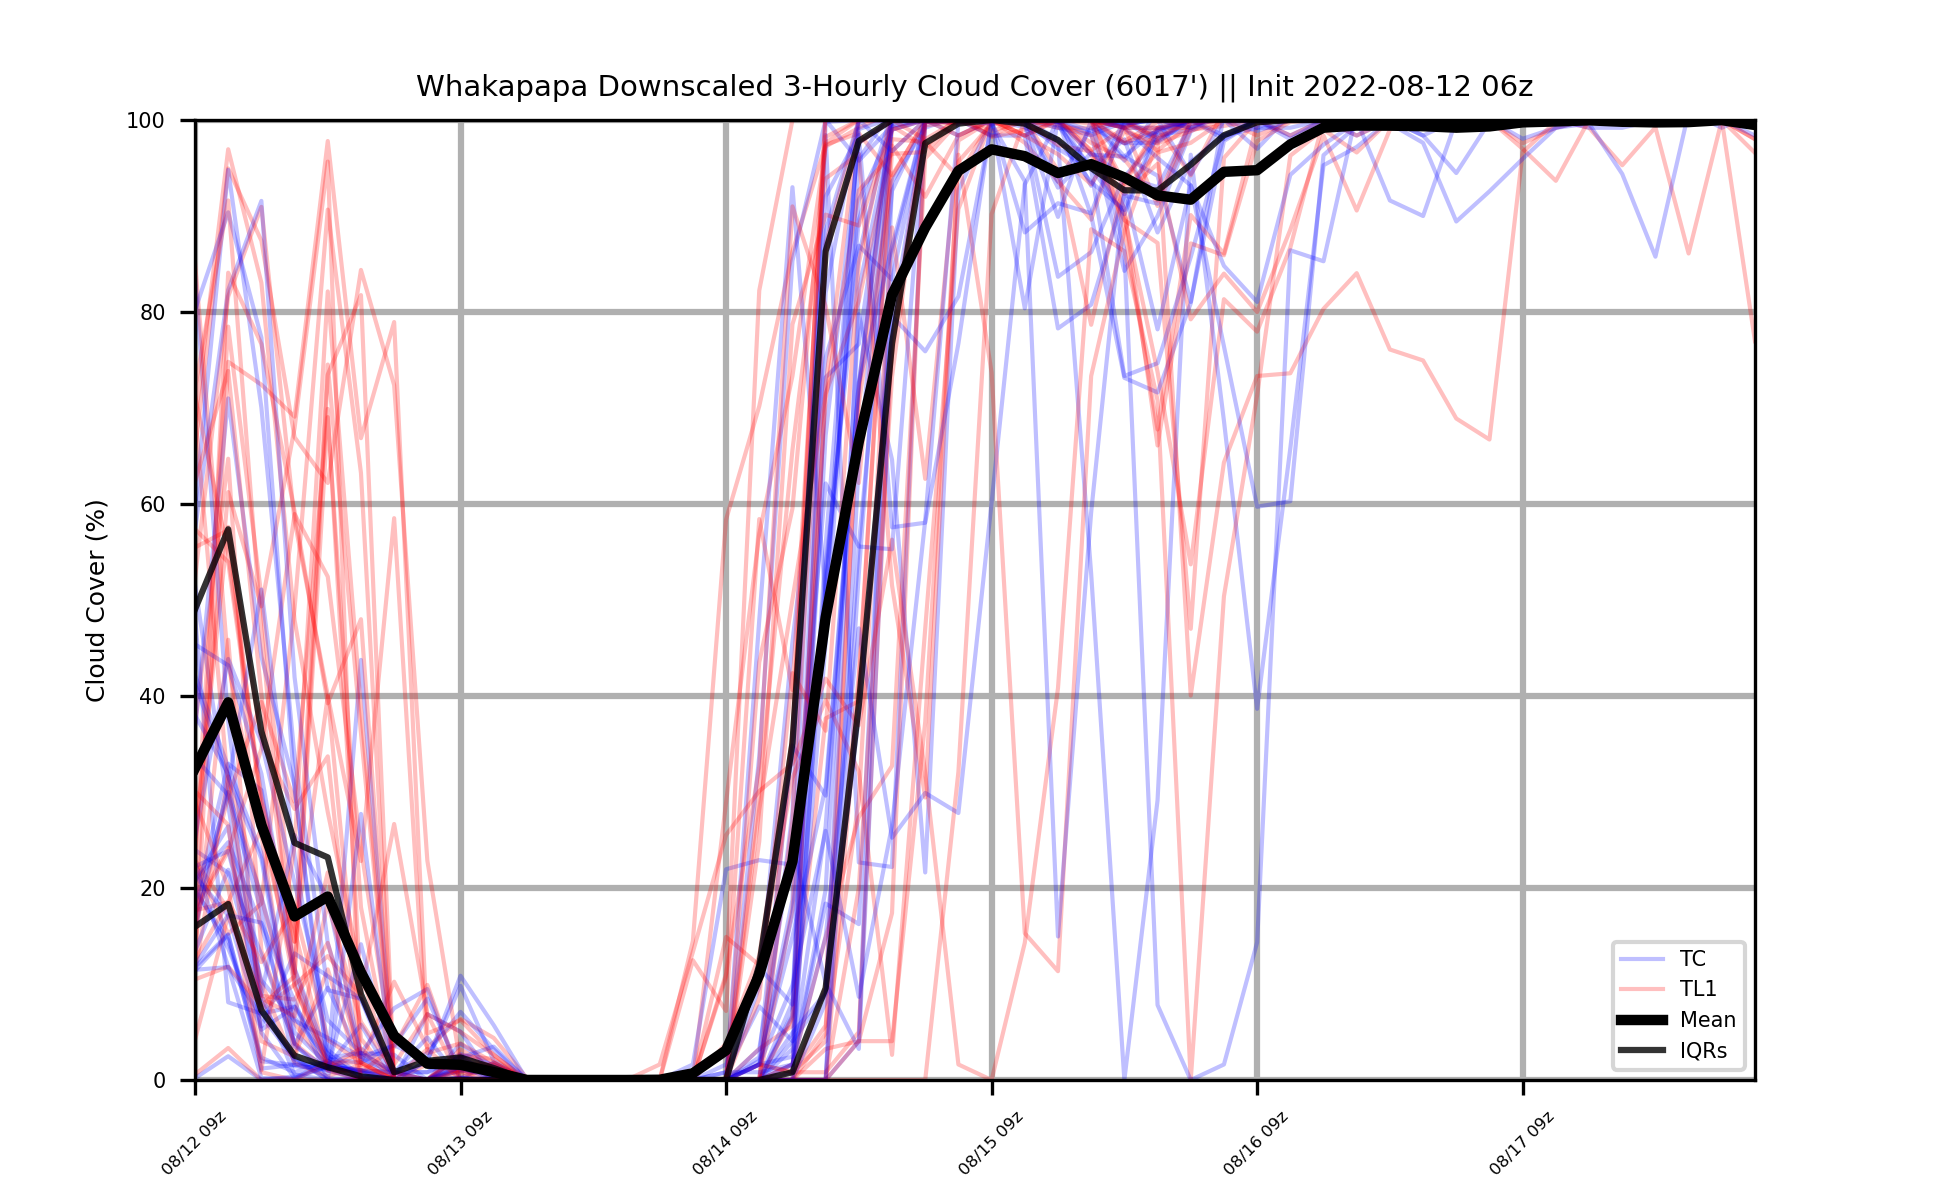 Whakapapa Downscaled 3-Hourly Cloud Cover (6017') || Init 2022-08-12 06z
Cloud Cover (%)
100
80
60
40
20
0
08/12 09z
08/13 09z
08/14 09z
08/15 09z
08/16 09z
08/17 09z
TC
TL1
Mean
IQRs